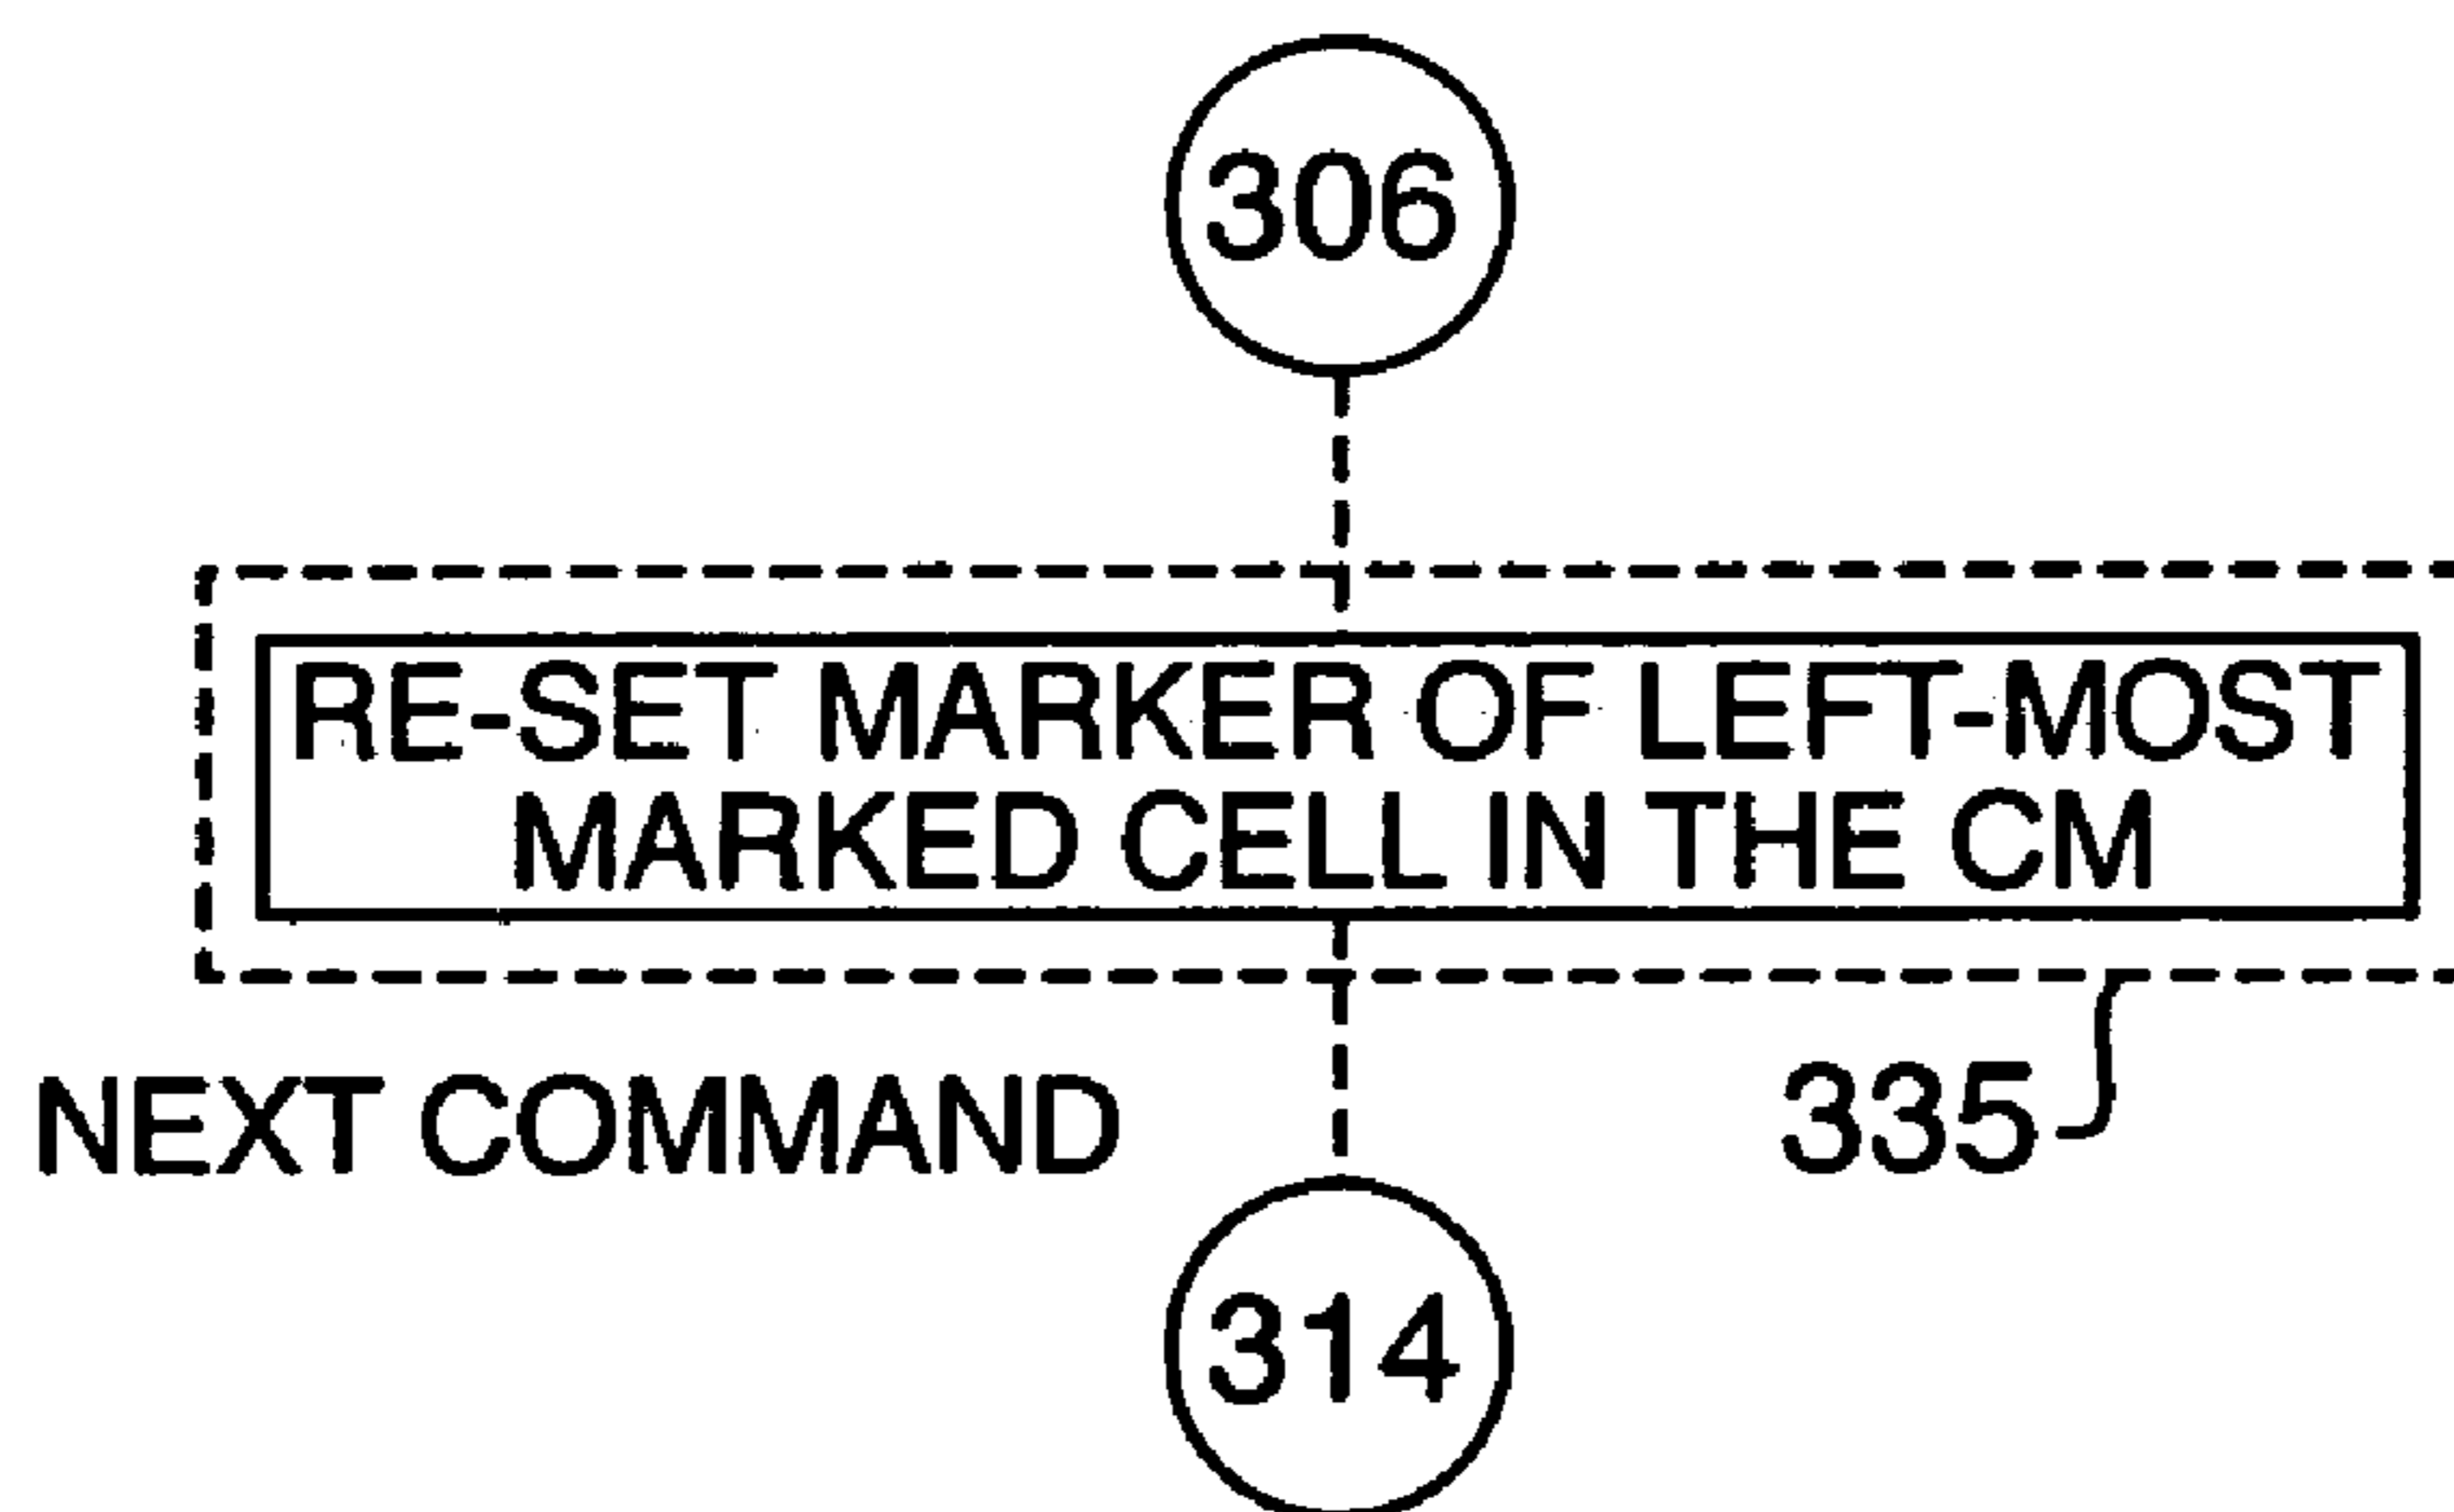 306
RE-SET MARKER OF LEFT-MOST
MARKED CELL IN THE CM
NEXT COMMAND
335
314